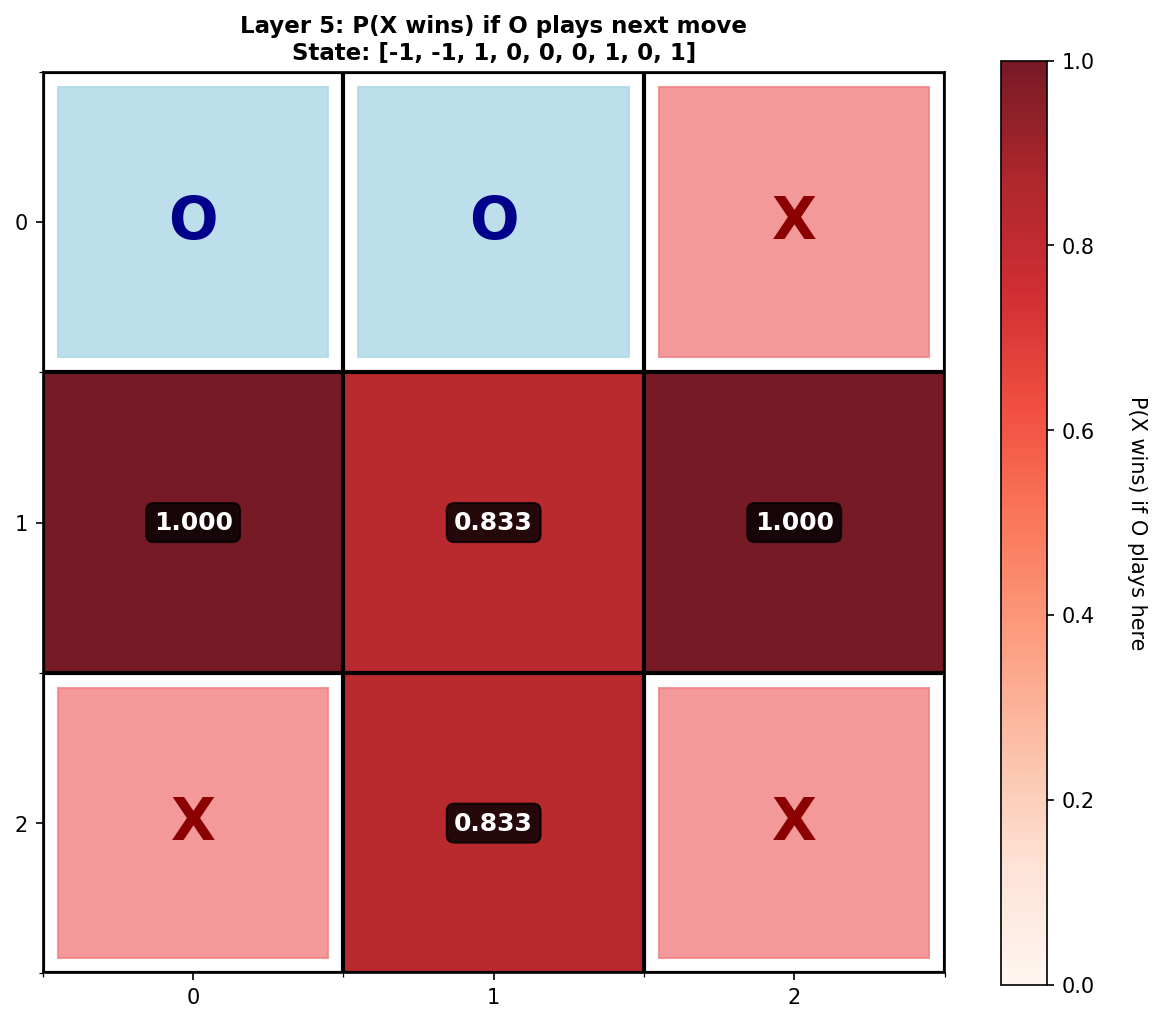 Layer 5: P(X wins) if O plays next move
State: [-1, -1, 1, 0, 0, 0, 1, 0, 1]
O
O
X
1.000
0.833
1.000
X
0.833
X
0
1
2
0
1
2
1.0
0.8
0.6
0.4
0.2
0.0
P(X wins) if O plays here